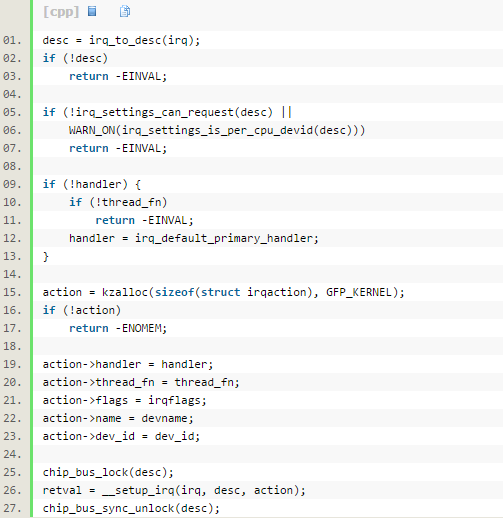 [cpp]
01. desc = irq_to_desc(irq);
02. if (!desc)
03.     return -EINVAL;
04.
05. if (!irq_settings_can_request(desc) ||
06.     WARN_ON(irq_settings_is_per_cpu_devid(desc)))
07.     return -EINVAL;
08.
09. if (!handler) {
10.     if (!thread_fn)
11.         return -EINVAL;
12.     handler = irq_default_primary_handler;
13. }
14.
15. action = kzalloc(sizeof(struct irqaction), GFP_KERNEL);
16. if (!action)
17.     return -ENOMEM;
18.
19. action->handler = handler;
20. action->thread_fn = thread_fn;
21. action->flags = irqflags;
22. action->name = devname;
23. action->dev_id = dev_id;
24.
25. chip_bus_lock(desc);
26. retval = __setup_irq(irq, desc, action);
27. chip_bus_sync_unlock(desc);